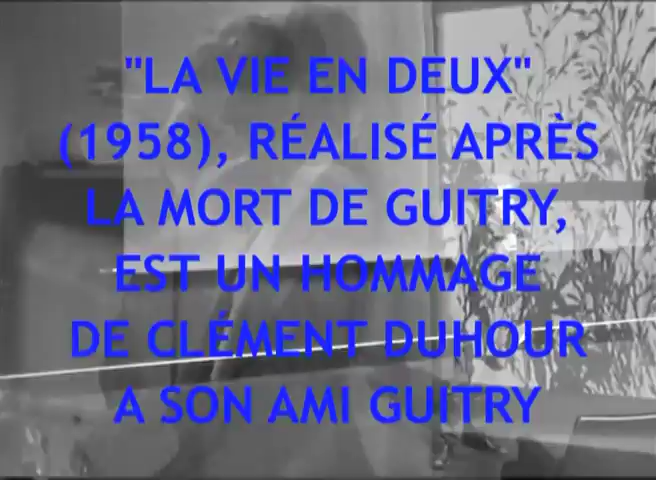 "LA VIE EN DEUX"
(1958), RÉALISÉ APRÈS
LA MORT DE GUITRY,
EST UN HOMMAGE
DE CLÉMENT DUHOUR
A SON AMI GUITRY